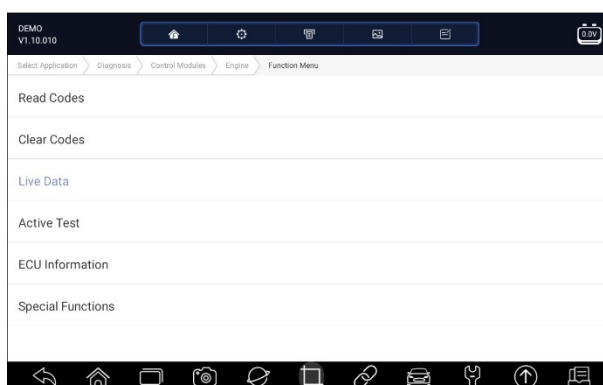 DEMO
V1.10.010
0.0V
Select Application
Diagnosis
Control Modules
Engine
Function Menu
Read Codes
Clear Codes
Live Data
Active Test
ECU Information
Special Functions